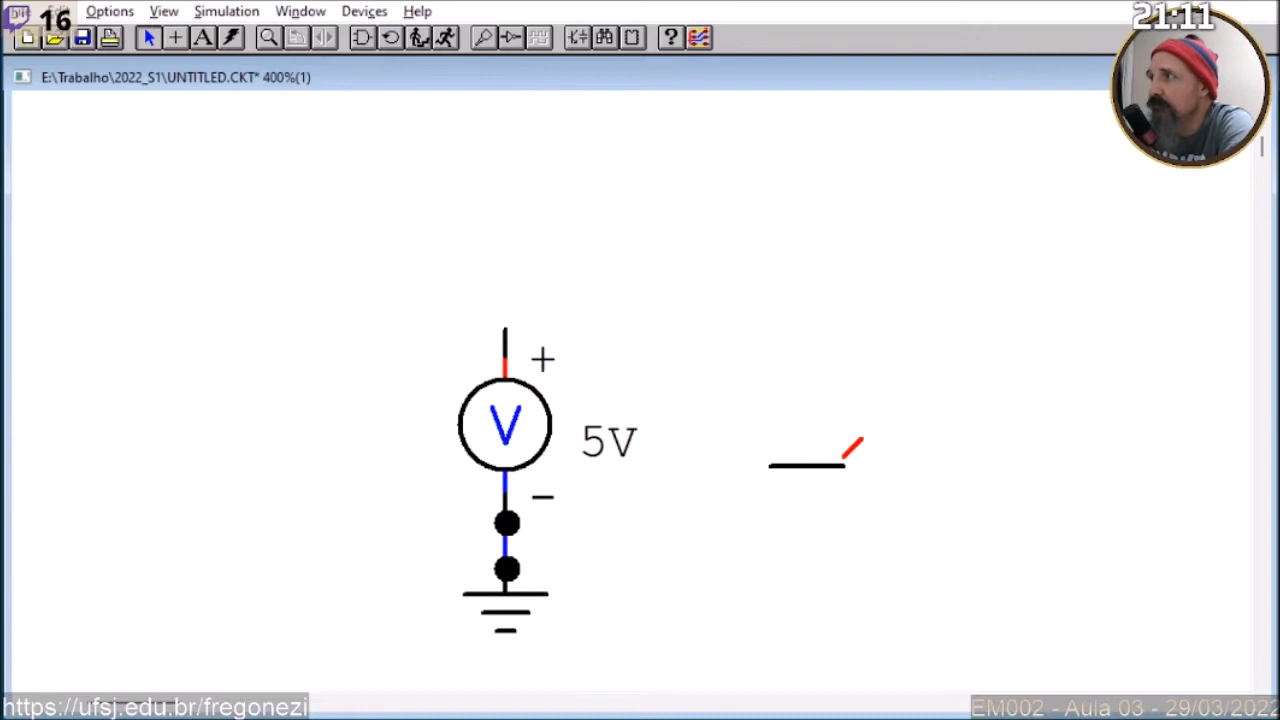 16 Options View Simulation Window Devices Help
21:11
A ?
E:\Trabalho\2022_S1\UNTITLED.CKT* 400%(1)
+
V
5V
−
https://ufsj.edu.br/fregonezi
EM002 - Aula 03 - 29/03/2022